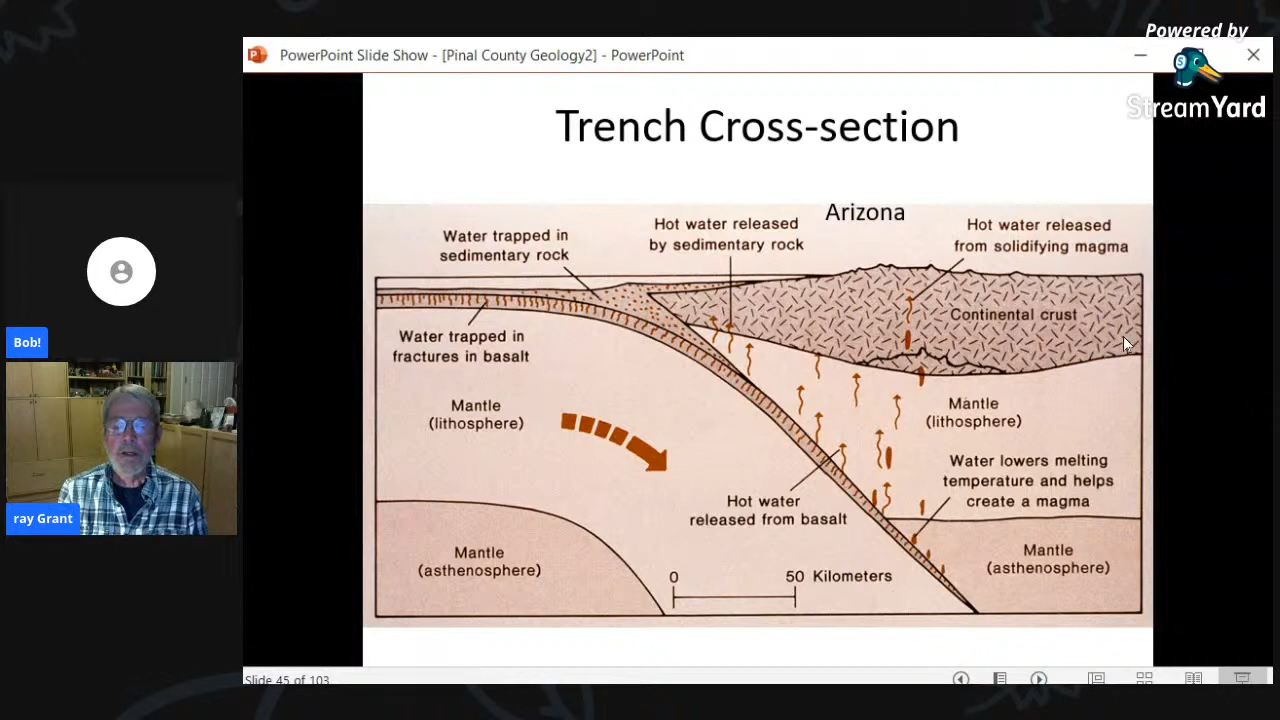 Powered by
StreamYard
PowerPoint Slide Show - [Pinal County Geology2] - PowerPoint
Trench Cross-section
Arizona
Water trapped in
sedimentary rock
Hot water released
by sedimentary rock
Hot water released
from solidifying magma
Water trapped in
fractures in basalt
Continental crust
Mantle
(lithosphere)
Mantle
(lithosphere)
Water lowers melting
temperature and helps
create a magma
Hot water
released from basalt
Mantle
(asthenosphere)
Mantle
(asthenosphere)
0 50 Kilometers
Bob!
ray Grant
Slide 45 of 103